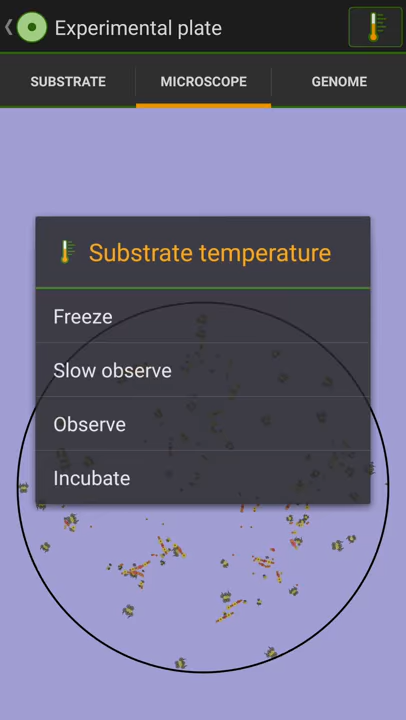 Experimental plate
SUBSTRATE MICROSCOPE GENOME
Substrate temperature
Freeze
Slow observe
Observe
Incubate